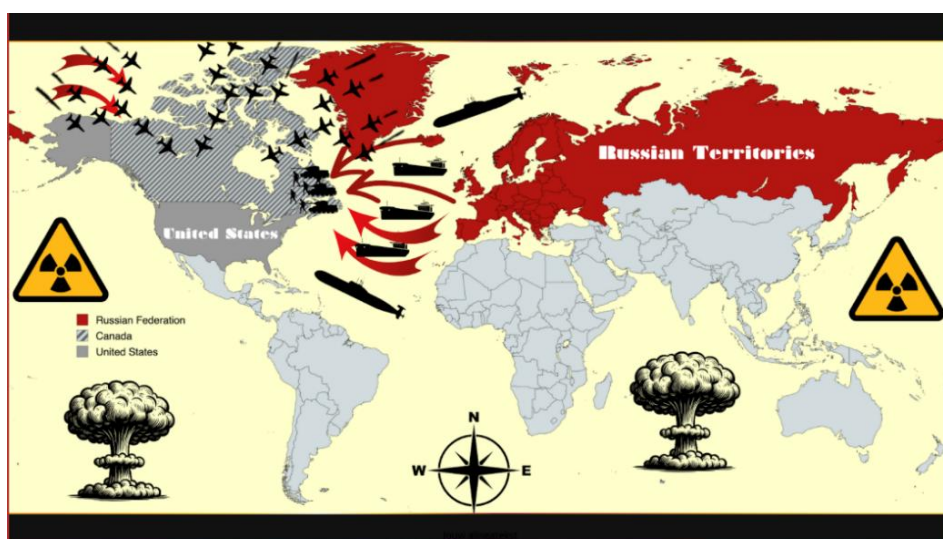 Russian Territories
United States
Russian Federation
Canada
United States
N
W
E
S